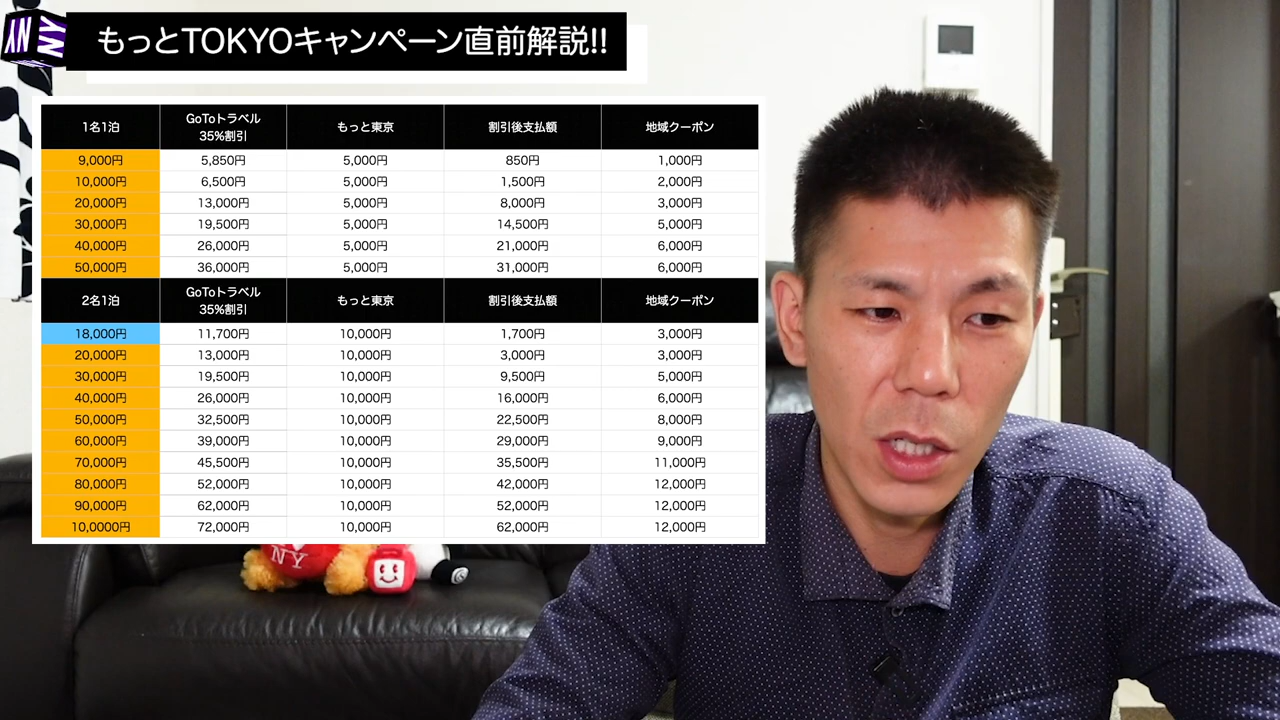 NY
NY
もっとTOKYOキャンペーン直前解説!!
1名1泊 GoToトラベル 35%割引 もっと東京 割引後支払額 地域クーポン
9,000円 5,850円 5,000円 850円 1,000円
10,000円 6,500円 5,000円 1,500円 2,000円
20,000円 13,000円 5,000円 8,000円 3,000円
30,000円 19,500円 5,000円 14,500円 5,000円
40,000円 26,000円 5,000円 21,000円 6,000円
50,000円 36,000円 5,000円 31,000円 6,000円
2名1泊 GoToトラベル 35%割引 もっと東京 割引後支払額 地域クーポン
18,000円 11,700円 10,000円 1,700円 3,000円
20,000円 13,000円 10,000円 3,000円 3,000円
30,000円 19,500円 10,000円 9,500円 5,000円
40,000円 26,000円 10,000円 16,000円 6,000円
50,000円 32,500円 10,000円 22,500円 8,000円
60,000円 39,000円 10,000円 29,000円 9,000円
70,000円 45,500円 10,000円 35,500円 11,000円
80,000円 52,000円 10,000円 42,000円 12,000円
90,000円 62,000円 10,000円 52,000円 12,000円
10,0000円 72,000円 10,000円 62,000円 12,000円
NY